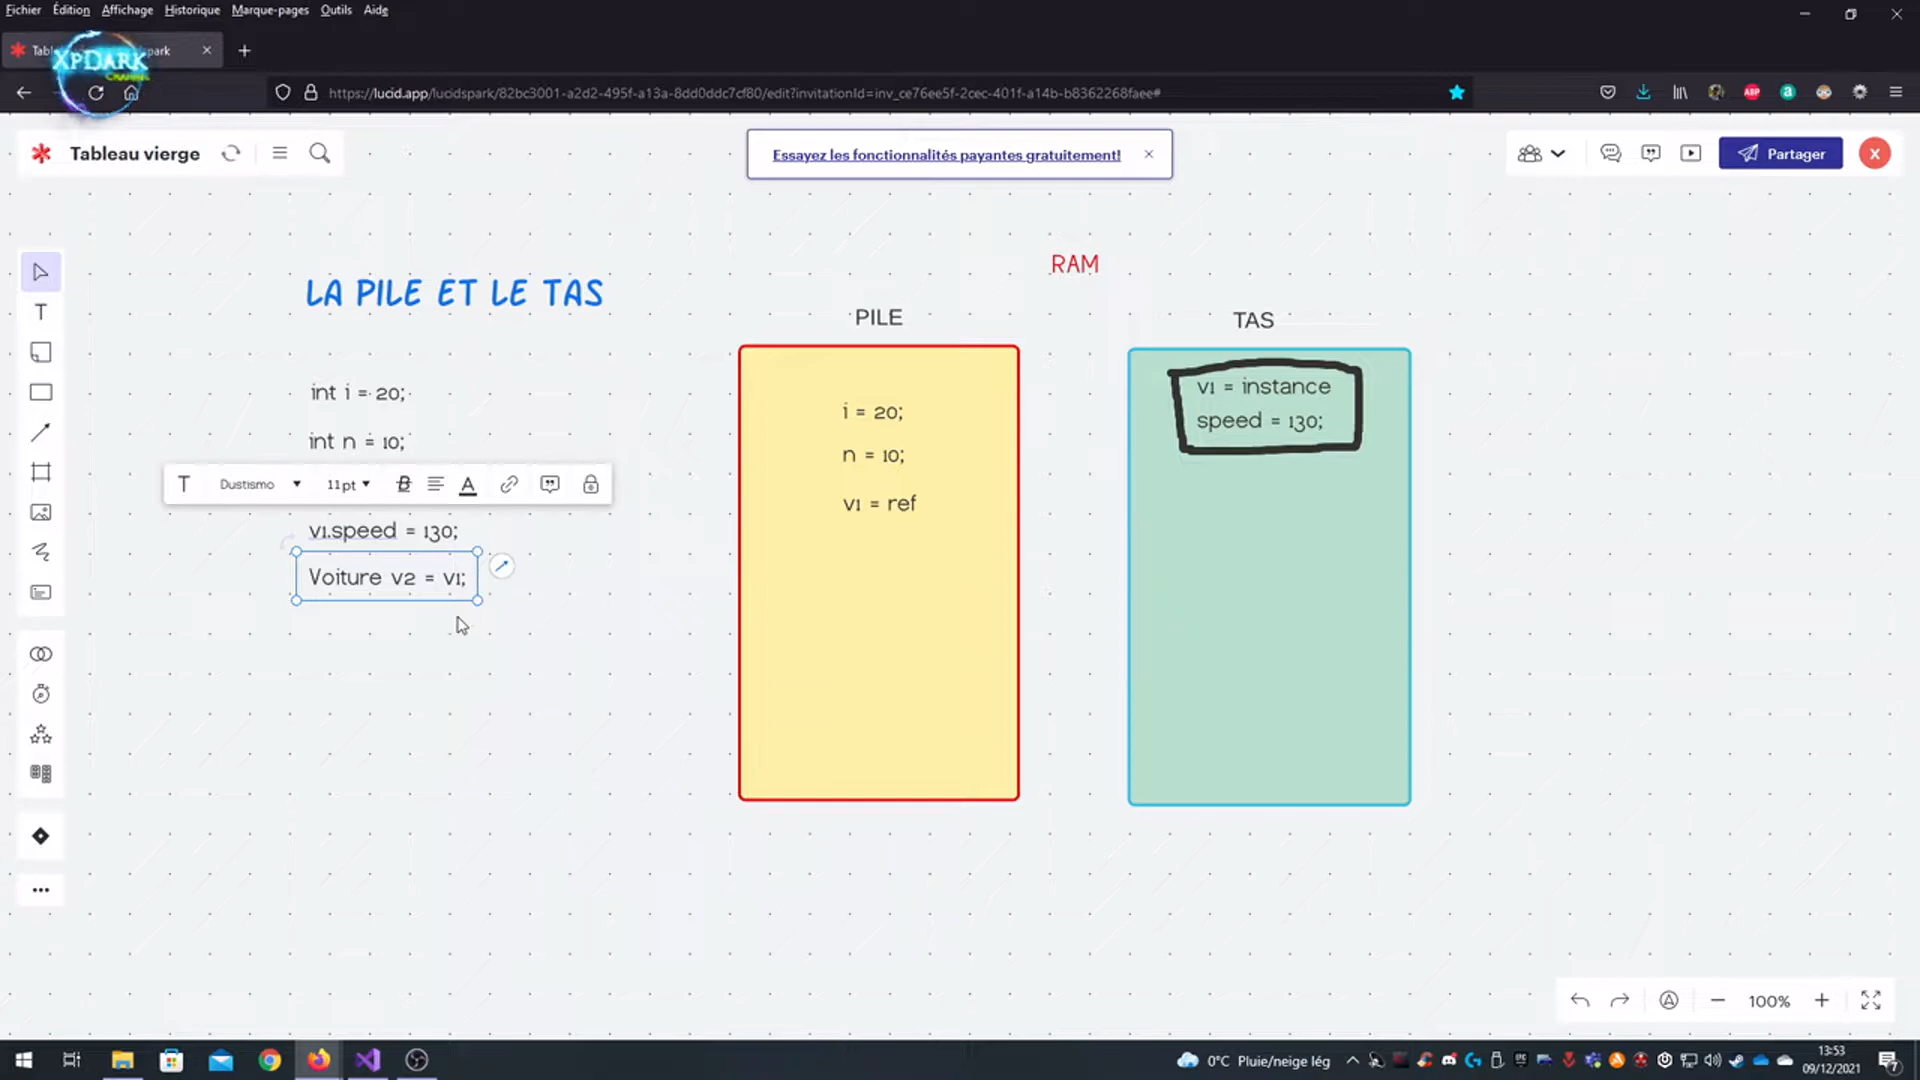 Fichier Édition Affichage Historique Marque-pages Outils Aide
XPDARK
CHANNEL
https://lucid.app/lucidspark/82bc3001-a2d2-495f-a13a-8dd0ddc7cf80/edit?invitationId=inv_ce76ee5f-2cec-401f-a14b-b8362268faee#
Tableau vierge
Essayez les fonctionnalités payantes gratuitement!
Partager
X
RAM
LA PILE ET LE TAS
PILE
TAS
int i = 20;
int n = 10;
T Dustismo 11pt B A
v1.speed = 130;
Voiture v2 = v1;
i = 20;
n = 10;
v1 = ref
v1 = instance
speed = 130;
100%
0°C Pluie/neige lég
13:53
09/12/2021
7